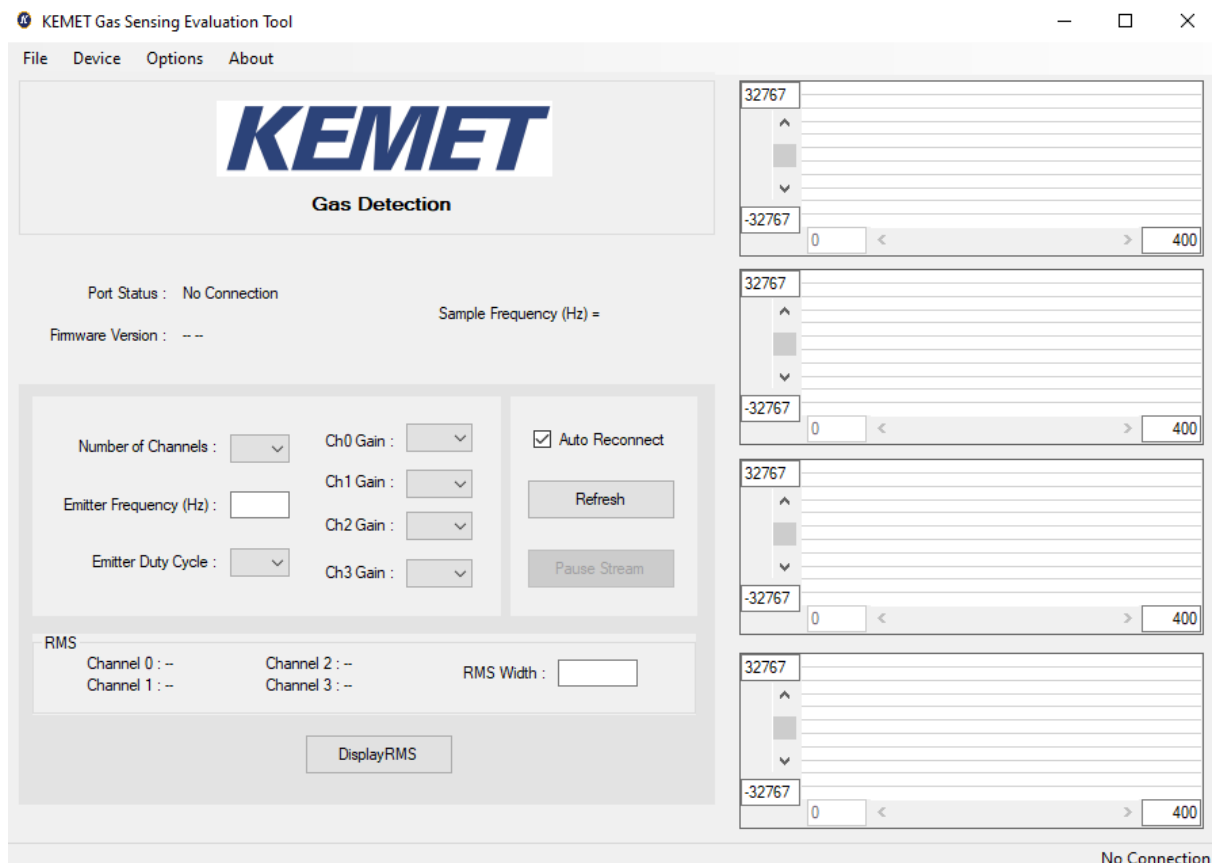 KEMET Gas Sensing Evaluation Tool
File Device Options About
KEMET
Gas Detection
Port Status : No Connection
Firmware Version : -- --
Sample Frequency (Hz) =
Number of Channels :
Emitter Frequency (Hz) :
Emitter Duty Cycle :
Ch0 Gain :
Ch1 Gain :
Ch2 Gain :
Ch3 Gain :
Auto Reconnect
Refresh
Pause Stream
RMS
Channel 0 : --
Channel 1 : --
Channel 2 : --
Channel 3 : --
RMS Width :
DisplayRMS
32767
-32767
0 400
32767
-32767
0 400
32767
-32767
0 400
32767
-32767
0 400
No Connection